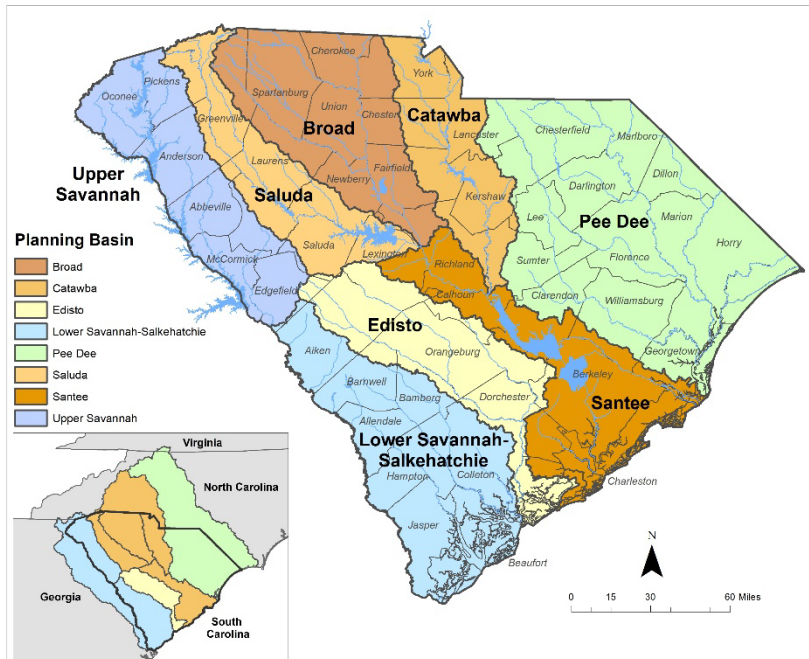 Cherokee
York
Pickens
Oconee
Spartanburg
Greenville
Union
Chester
Broad
Catawba
Lancaster
Chesterfield
Marlboro
Anderson
Laurens
Upper
Savannah
Saluda
Newberry
Fairfield
Kershaw
Darlington
Dillon
Abbeville
Lee
Marion
Pee Dee
Horry
Planning Basin
Broad
Catawba
Edisto
Lower Savannah-Salkehatchie
Pee Dee
Saluda
Santee
Upper Savannah
McCormick
Saluda
Lexington
Richland
Sumter
Florence
Edgefield
Calhoun
Clarendon
Williamsburg
Edisto
Aiken
Orangeburg
Georgetown
Barnwell
Bamberg
Dorchester
Berkeley
Santee
Allendale
Lower Savannah-
Salkehatchie
Hampton
Colleton
Charleston
Jasper
Beaufort
Virginia
North Carolina
Georgia
South
Carolina
N
0 15 30 60 Miles